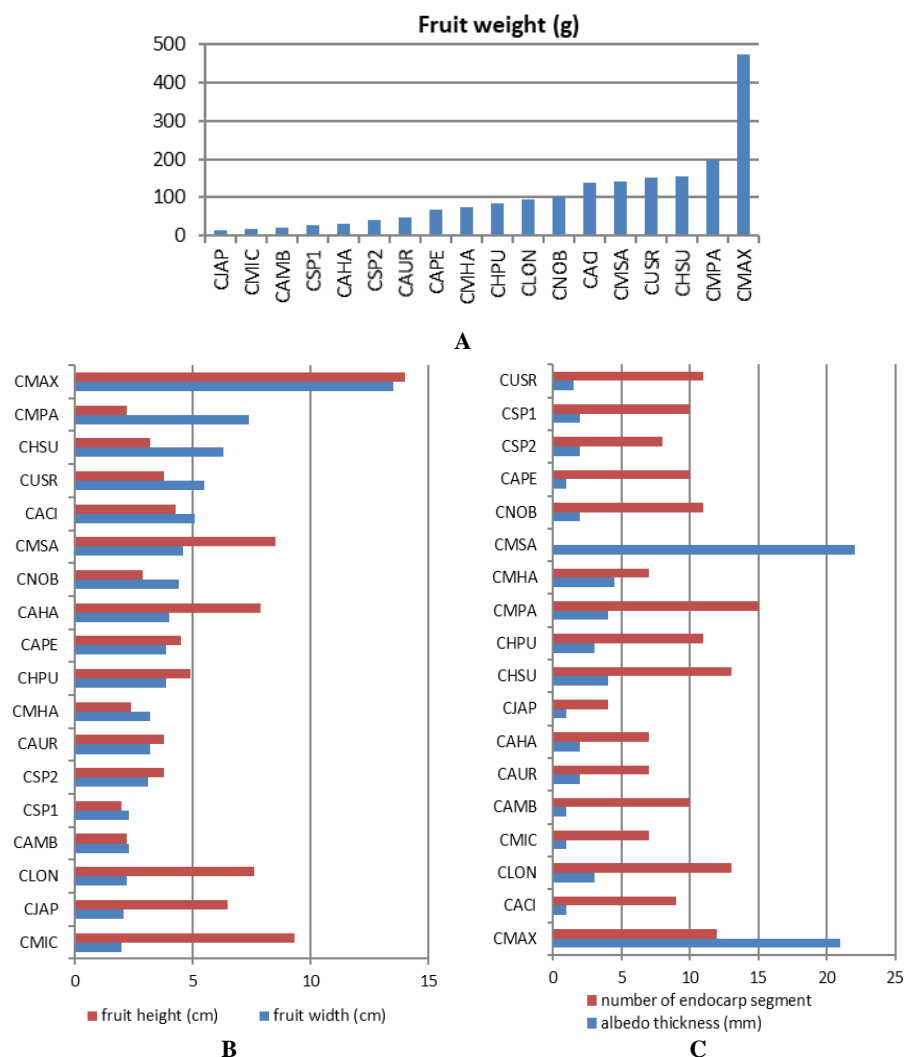 Fruit weight (g)
500
400
300
200
100
0
CJAP
CMIC
CAMB
CSP1
CAHA
CSP2
CAUR
CAPE
CMHA
CHPU
CLON
CNOB
CACI
CMSA
CUSR
CHSU
CMPA
CMAX
A
CMAX
CMPA
CHSU
CUSR
CACI
CMSA
CNOB
CAHA
CAPE
CHPU
CMHA
CAUR
CSP2
CSP1
CAMB
CLON
CJAP
CMIC
0 5 10 15
fruit height (cm) fruit width (cm)
B
CUSR
CSP1
CSP2
CAPE
CNOB
CMSA
CMHA
CMPA
CHPU
CHSU
CJAP
CAHA
CAUR
CAMB
CMIC
CLON
CACI
CMAX
0 5 10 15 20 25
number of endocarp segment
albedo thickness (mm)
C